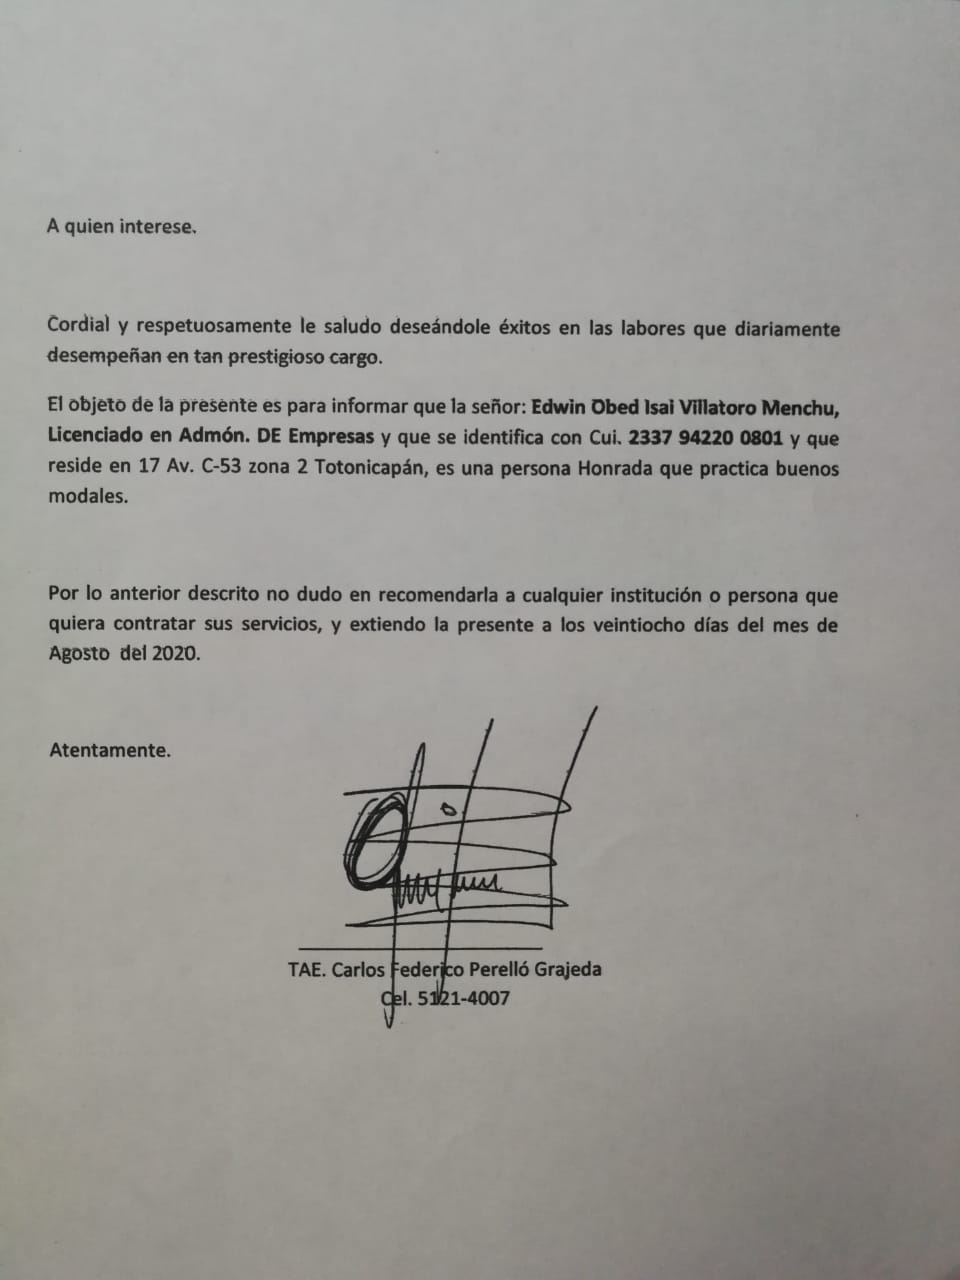 A quien interese.
Cordial y respetuosamente le saludo deseándole éxitos en las labores que diariamente
desempeñan en tan prestigioso cargo.
El objeto de la presente es para informar que la señor: Edwin Obed Isai Villatoro Menchu,
Licenciado en Admón. DE Empresas y que se identifica con Cui. 2337 94220 0801 y que
reside en 17 Av. C-53 zona 2 Totonicapán, es una persona Honrada que practica buenos
modales.
Por lo anterior descrito no dudo en recomendarla a cualquier institución o persona que
quiera contratar sus servicios, y extiendo la presente a los veintiocho días del mes de
Agosto del 2020.
Atentamente.
TAE. Carlos Federico Perelló Grajeda
Cel. 5121-4007